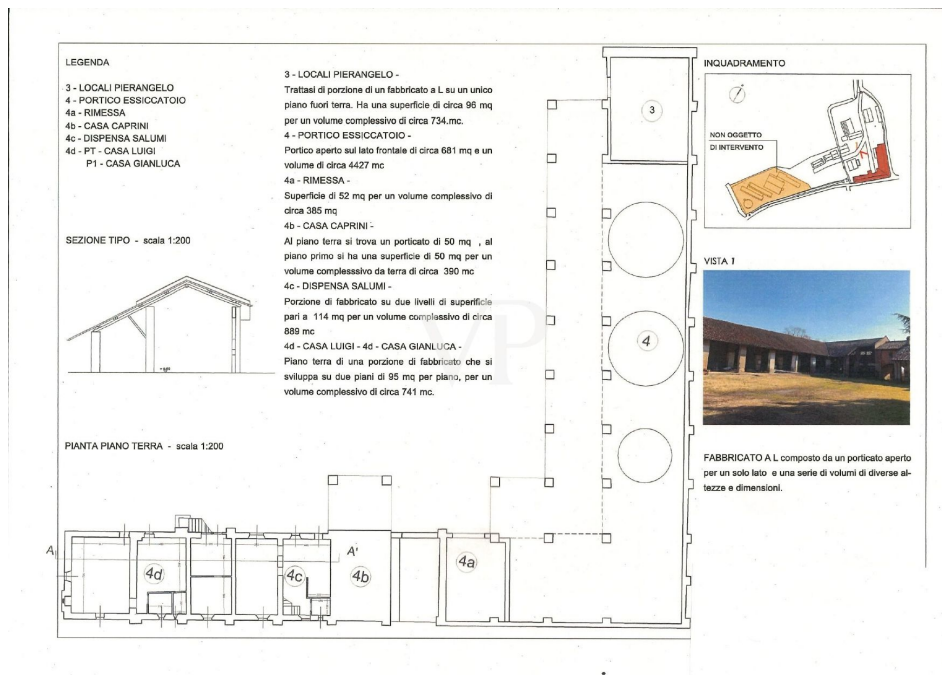 LEGENDA
3 - LOCALI PIERANGELO
4 - PORTICO ESSICCATOIO
4a - RIMESSA
4b - CASA CAPRINI
4c - DISPENSA SALUMI
4d - PT - CASA LUIGI
P1 - CASA GIANLUCA
SEZIONE TIPO - scala 1:200
PIANTA PIANO TERRA - scala 1:200
3 - LOCALI PIERANGELO -
Trattasi di porzione di un fabbricato a L su un unico
piano fuori terra. Ha una superficie di circa 96 mq
per un volume complessivo di circa 734.mc.
4 - PORTICO ESSICCATOIO -
Portico aperto sul lato frontale di circa 681 mq e un
volume di circa 4427 mc
4a - RIMESSA -
Superficie di 52 mq per un volume complessivo di
circa 385 mq
4b - CASA CAPRINI -
Al piano terra si trova un porticato di 50 mq , al
piano primo si ha una superficie di 50 mq per un
volume complesssivo da terra di circa 390 mc
4c - DISPENSA SALUMI -
Porzione di fabbricato su due livelli di superificie
pari a 114 mq per un volume complessivo di circa
889 mc
4d - CASA LUIGI - 4d - CASA GIANLUCA -
Piano terra di una porzione di fabbricato che si
sviluppa su due piani di 95 mq per piano, per un
volume complessivo di circa 741 mc.
VP
3
4
A
4d
4c
A'
4b
4a
INQUADRAMENTO
NON OGGETTO
DI INTERVENTO
1
VISTA 1
FABBRICATO A L composto da un porticato aperto
per un solo lato e una serie di volumi di diverse al-
tezze e dimensioni.